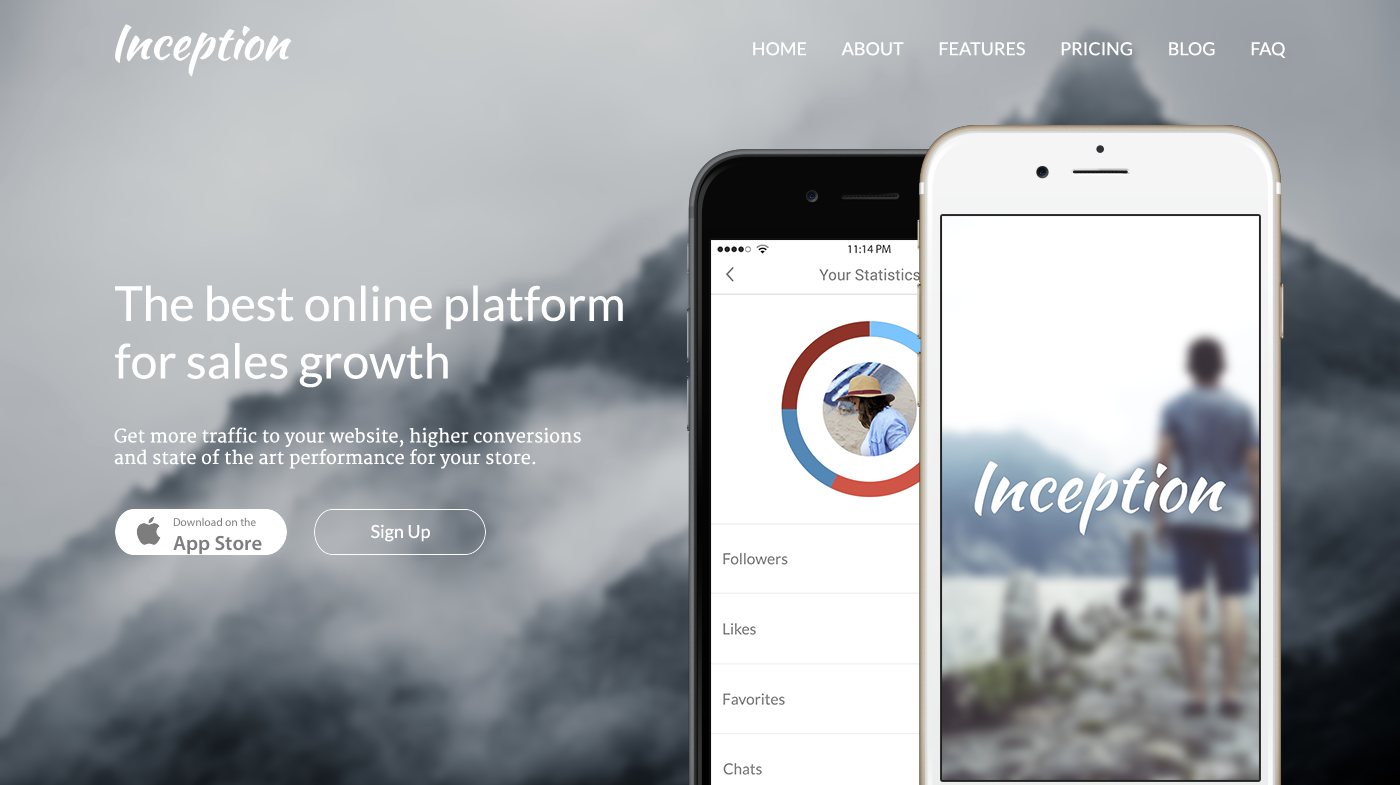 Inception
HOME ABOUT FEATURES PRICING BLOG FAQ
The best online platform
for sales growth
Get more traffic to your website, higher conversions
and state of the art performance for your store.
Download on the
App Store
Sign Up
11:14 PM
Your Statistics
Followers
Likes
Favorites
Chats
Inception